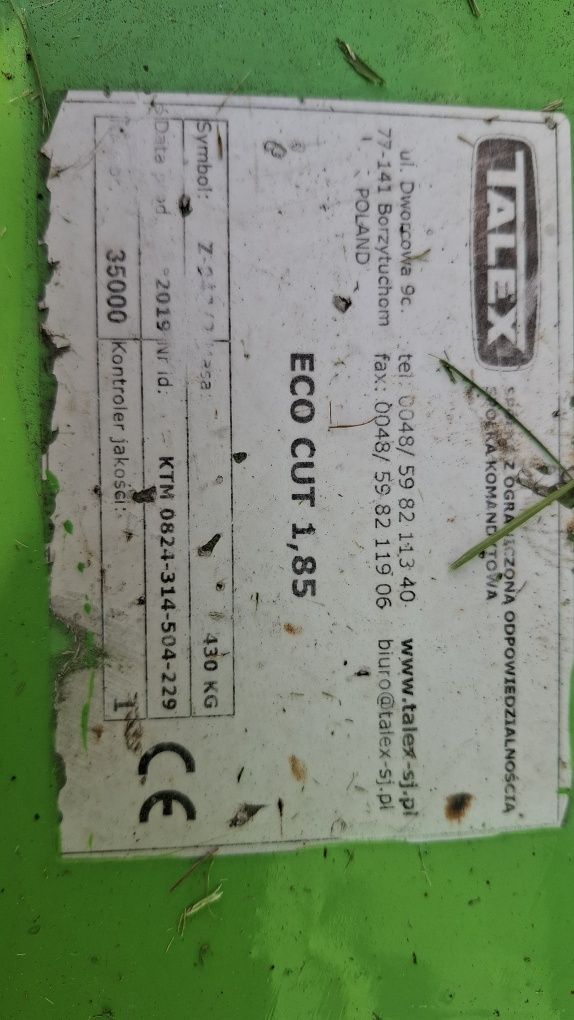 TALEX
Z OGRANICZONĄ ODPOWIEDZIALNOŚCIĄ
SPÓŁKA KOMANDYTOWA
ul. Dworcowa 9c. tel. 0048/ 59 82 113 40 www.talex-sj.pl
77-141 Borzytuchom fax. 0048/ 59 82 119 06 biuro@talex-sj.pl
POLAND
ECO CUT 1,85
Symbol: Masa: 430 KG
Data prod. 2019 Nr id: KTM 0824-314-504-229
35000 Kontroler jakości: 1
CE